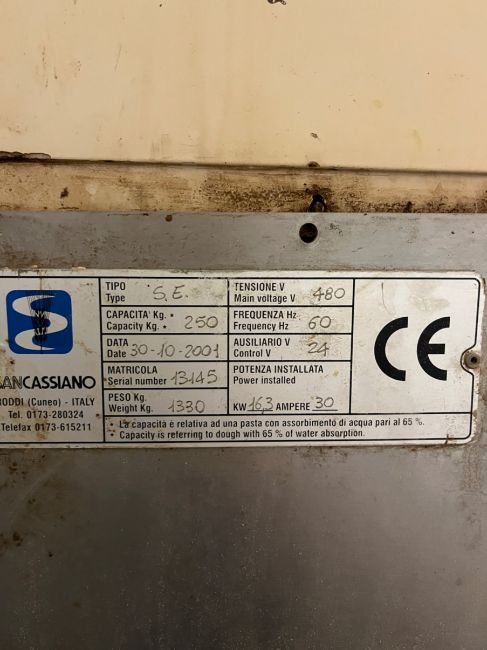 TIPO
Type S.E.
TENSIONE V
Main voltage V 480
CAPACITA' Kg. *
Capacity Kg. * 250
FREQUENZA Hz
Frequency Hz 60
DATA
Date 30-10-2001
AUSILIARIO V
Control V 24
MATRICOLA
Serial number 13145
POTENZA INSTALLATA
Power installed
PESO Kg.
Weight Kg. 1330
KW 16,3 AMPERE 30
* La capacità è relativa ad una pasta con assorbimento di acqua pari al 65 %.
* Capacity is referring to dough with 65 % of water absorption.
SANCASSIANO
RODDI (Cuneo) - ITALY
Tel. 0173-280324
Telefax 0173-615211
CE